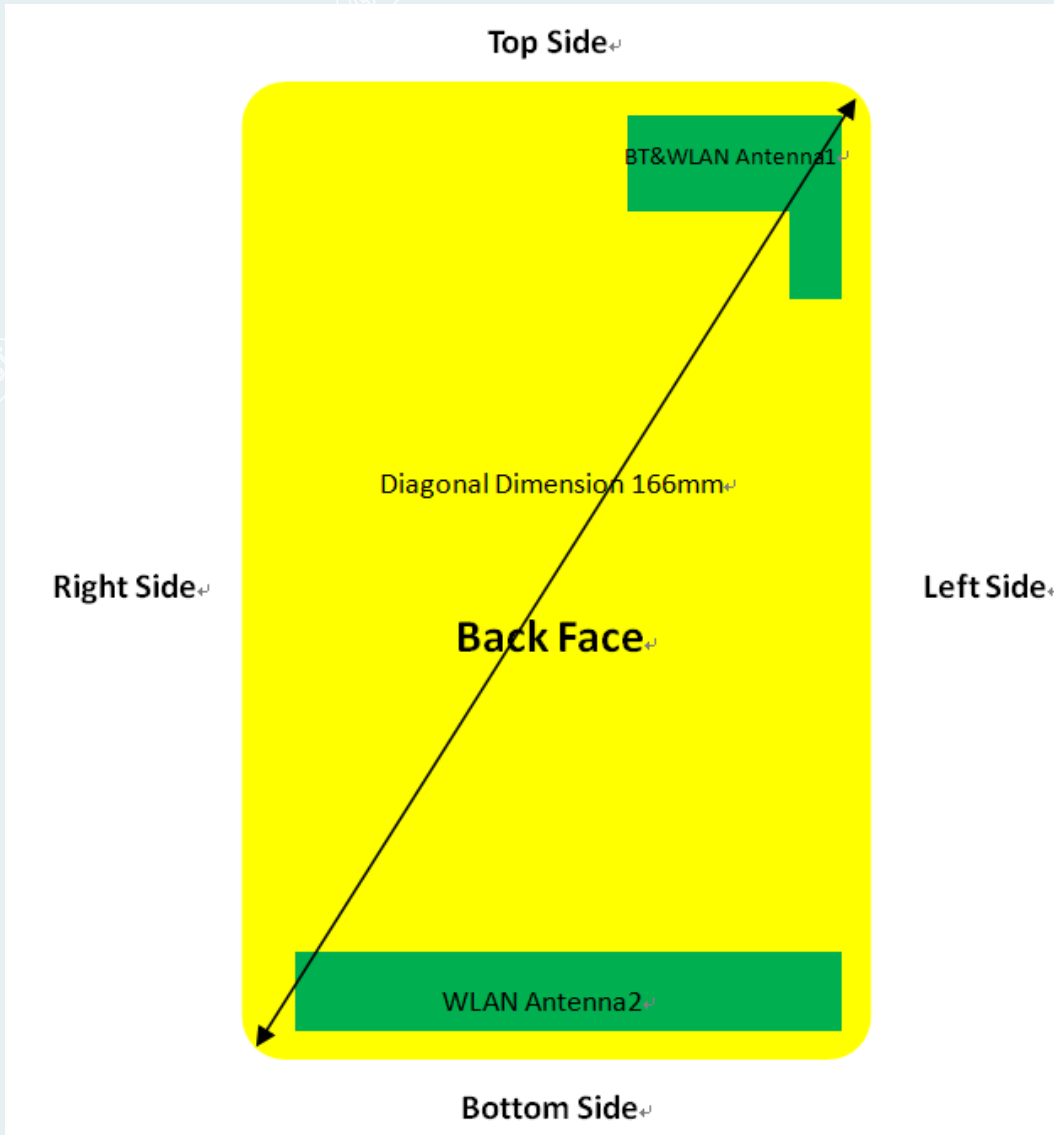 Top Side
BT&WLAN Antenna1
Diagonal Dimension 166mm
Right Side
Left Side
Back Face
WLAN Antenna2
Bottom Side